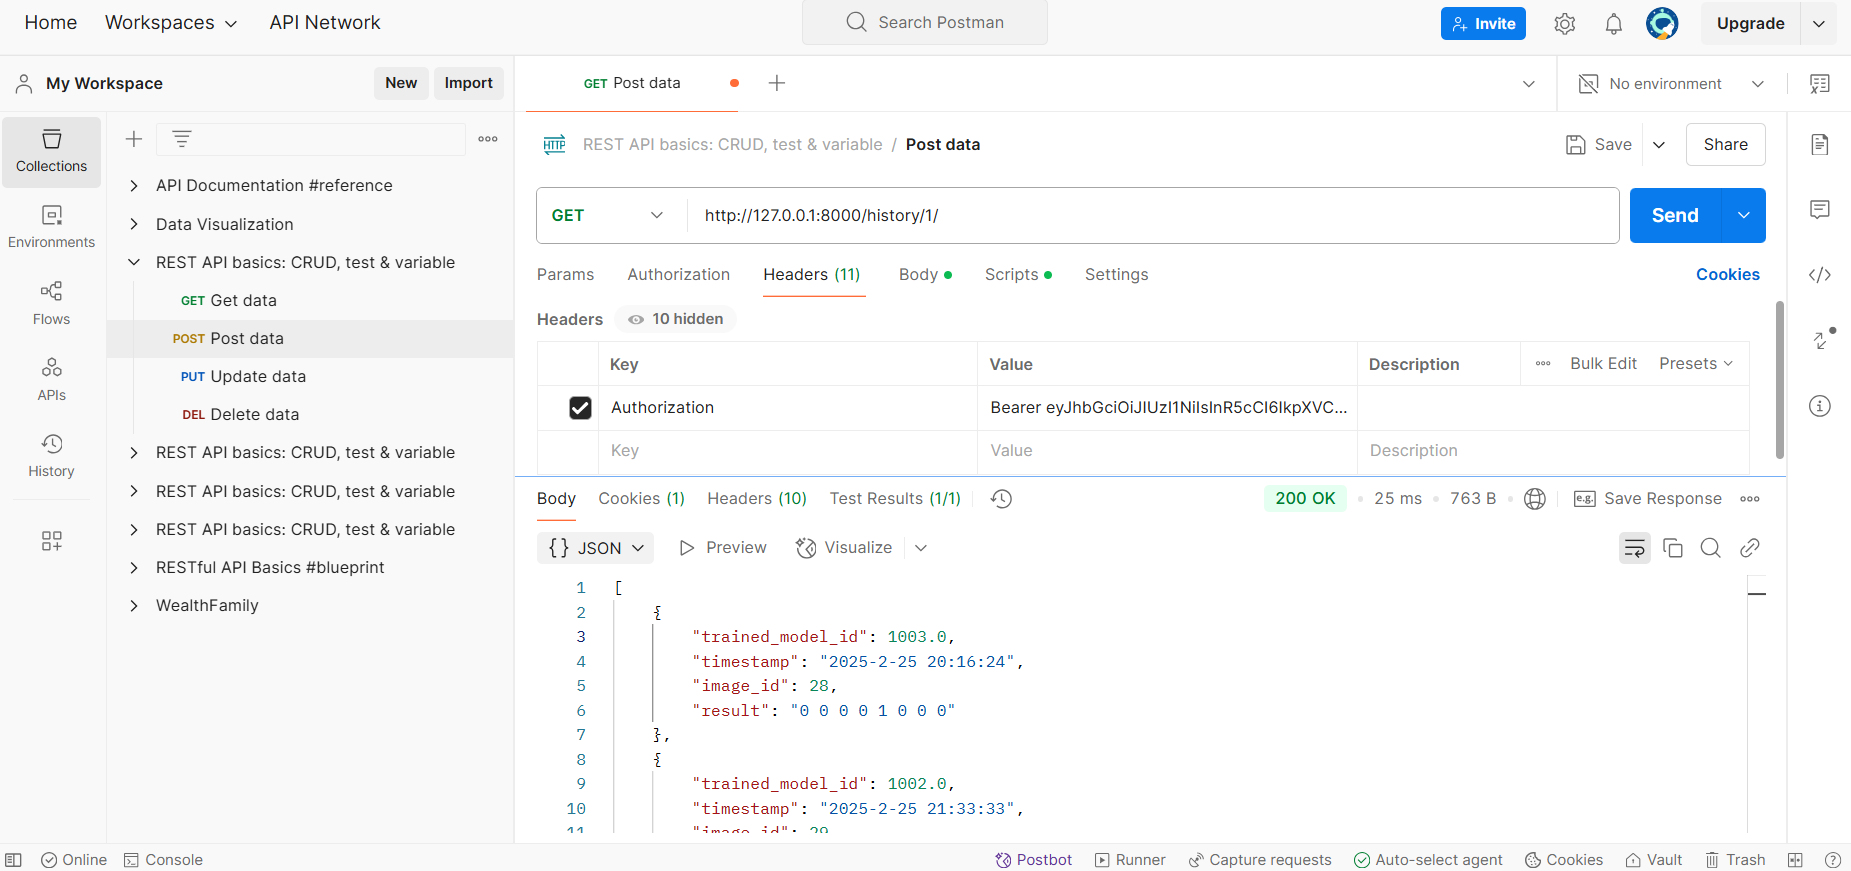 Home Workspaces API Network Search Postman Invite Upgrade
My Workspace New Import GET Post data No environment
REST API basics: CRUD, test & variable / Post data Save Share
Collections
Environments
Flows
APIs
History
API Documentation #reference
Data Visualization
REST API basics: CRUD, test & variable
GET Get data
POST Post data
PUT Update data
DEL Delete data
REST API basics: CRUD, test & variable
REST API basics: CRUD, test & variable
REST API basics: CRUD, test & variable
RESTful API Basics #blueprint
WealthFamily
HTTP
GET http://127.0.0.1:8000/history/1/ Send
Params Authorization Headers (11) Body Scripts Settings Cookies
Headers 10 hidden
Key Value Description Bulk Edit Presets
Authorization Bearer eyJhbGciOiJIUzI1NiIsInR5cCI6IkpXVC...
Key Value Description
Body Cookies (1) Headers (10) Test Results (1/1) 200 OK 25 ms 763 B e.g. Save Response
{} JSON Preview Visualize
1 [
2 {
3 "trained_model_id": 1003.0,
4 "timestamp": "2025-2-25 20:16:24",
5 "image_id": 28,
6 "result": "0 0 0 0 1 0 0 0"
7 },
8 {
9 "trained_model_id": 1002.0,
10 "timestamp": "2025-2-25 21:33:33",
11 "image_id": 29
Online Console Postbot Runner Capture requests Auto-select agent Cookies Vault Trash